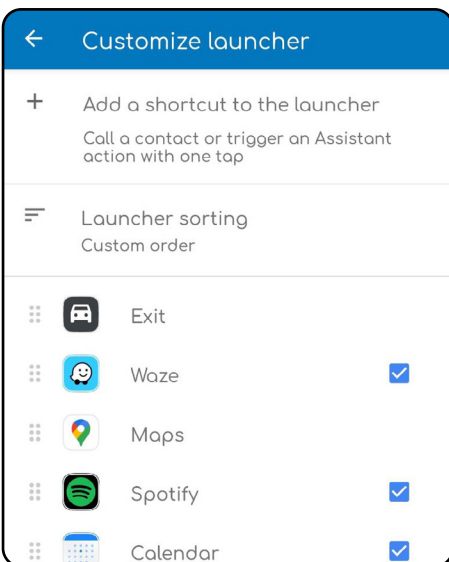 Customize launcher
Add a shortcut to the launcher
Call a contact or trigger an Assistant
action with one tap
Launcher sorting
Custom order
Exit
Waze
Maps
Spotify
Calendar